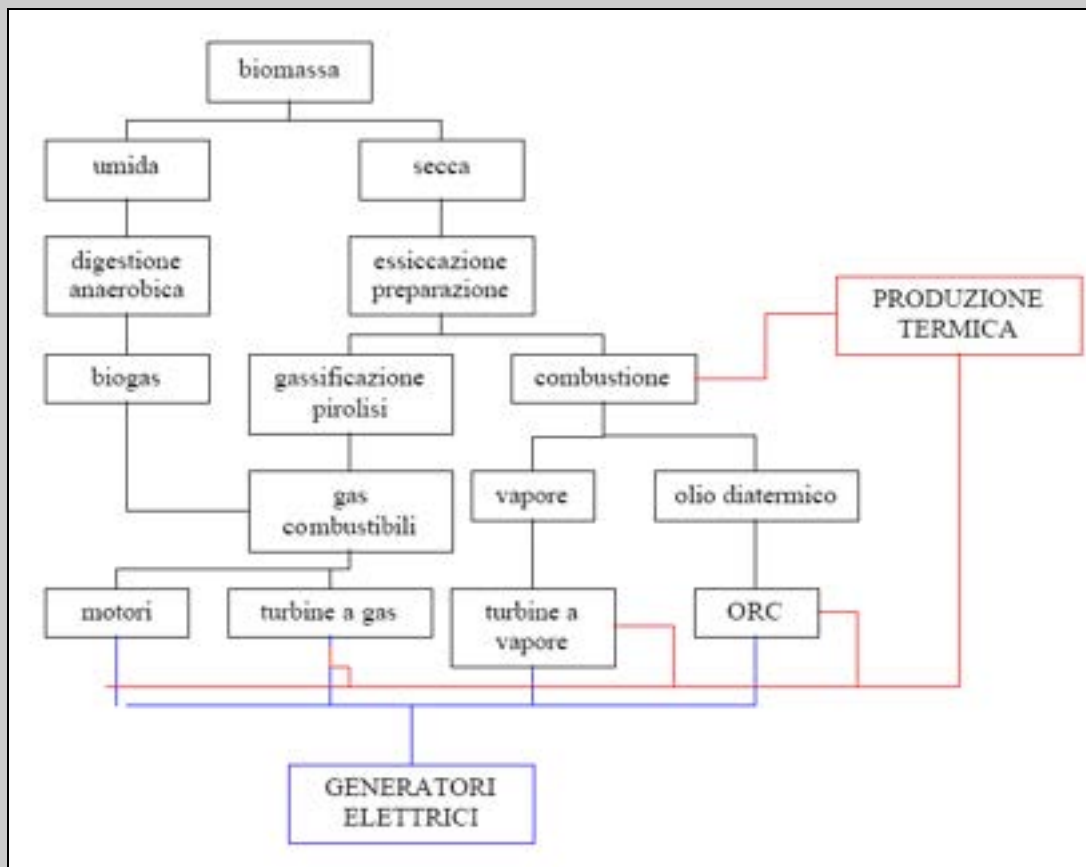 biomassa
umida
secca
digestione
anaerobica
essiccazione
preparazione
PRODUZIONE
TERMICA
biogas
gassificazione
pirolisi
combustione
gas
combustibili
vapore
olio diatermico
motori
turbine a gas
turbine a
vapore
ORC
GENERATORI
ELETTRICI